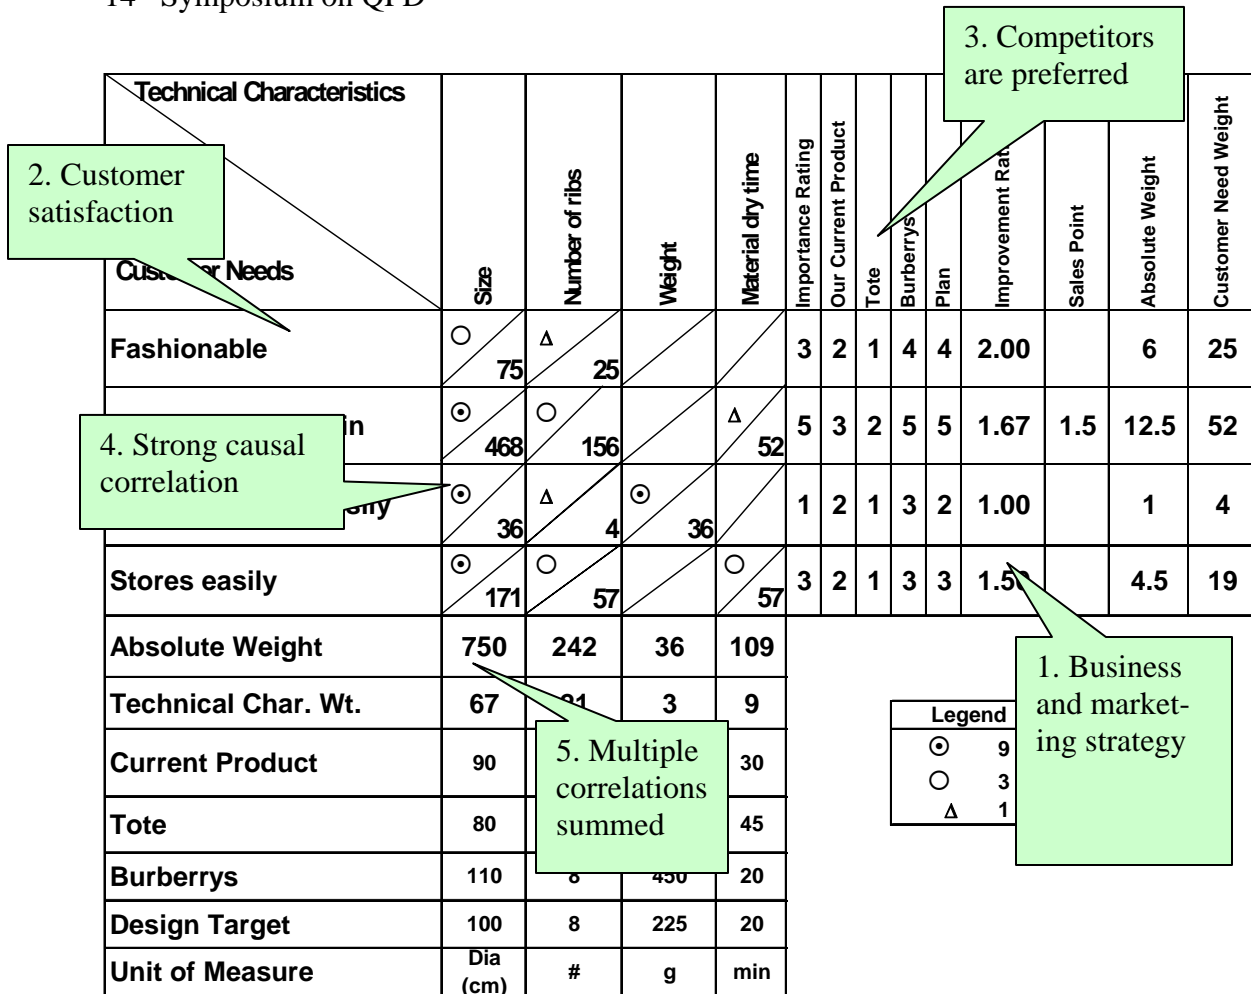 14 Symposium on QFD
3. Competitors
are preferred
Technical Characteristics
2. Customer
satisfaction
Needs
Size
Number of ribs
Weight
Material dry time
Importance Rating
Our Current Product
Tote
Burberrys
Plan
Improvement
Sales Point
Absolute Weight
Customer Need Weight
Fashionable ○ 75 Δ 25 3 2 1 4 4 2.00 6 25
⊙ 468 ○ 156 Δ 52 5 3 2 5 5 1.67 1.5 12.5 52
4. Strong causal
correlation
⊙ 36 Δ 4 ⊙ 36 1 2 1 3 2 1.00 1 4
Stores easily ⊙ 171 ○ 57 ○ 57 3 2 1 3 3 1.50 4.5 19
Absolute Weight 750 242 36 109
Technical Char. Wt. 67 21 3 9
1. Business
and market-
ing strategy
Current Product 90 30
5. Multiple
correlations
summed
Legend
⊙ 9
○ 3
Δ 1
Tote 80 45
Burberrys 110 8 450 20
Design Target 100 8 225 20
Unit of Measure Dia (cm) # g min